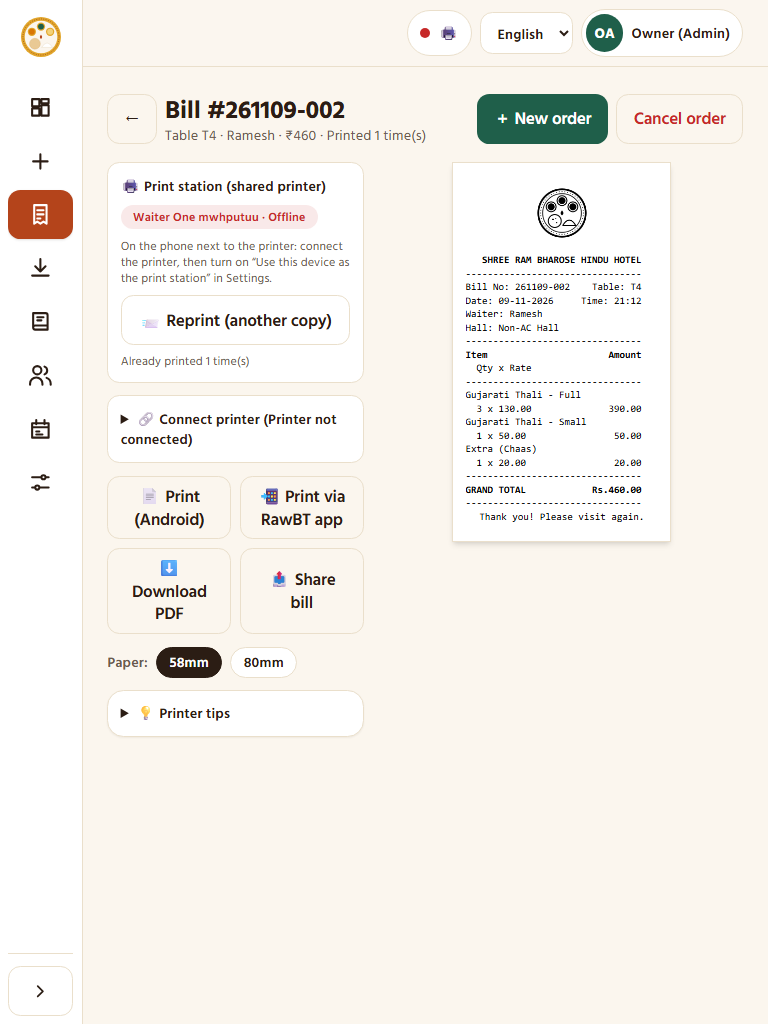 English
OA Owner (Admin)
←
Bill #261109-002
Table T4 · Ramesh · ₹460 · Printed 1 time(s)
+ New order
Cancel order
Print station (shared printer)
Waiter One mwhputuu · Offline
On the phone next to the printer: connect
the printer, then turn on “Use this device as
the print station” in Settings.
Reprint (another copy)
Already printed 1 time(s)
Connect printer (Printer not
connected)
Print
(Android)
Print via
RawBT app
Download
PDF
Share
bill
Paper: 58mm 80mm
Printer tips
SHREE RAM BHAROSE HINDU HOTEL
--------------------------------
Bill No: 261109-002 Table: T4
Date: 09-11-2026 Time: 21:12
Waiter: Ramesh
Hall: Non-AC Hall
--------------------------------
Item Amount
Qty x Rate
--------------------------------
Gujarati Thali - Full
3 x 130.00 390.00
Gujarati Thali - Small
1 x 50.00 50.00
Extra (Chaas)
1 x 20.00 20.00
--------------------------------
GRAND TOTAL Rs.460.00
--------------------------------
Thank you! Please visit again.